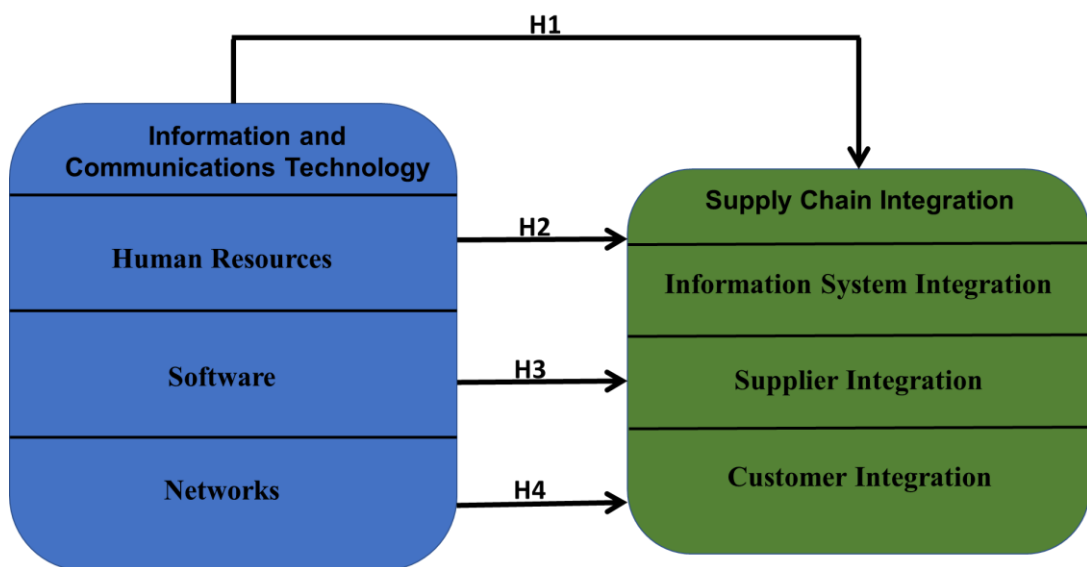 H1
Information and
Communications Technology
Human Resources
Software
Networks
H2
H3
H4
Supply Chain Integration
Information System Integration
Supplier Integration
Customer Integration